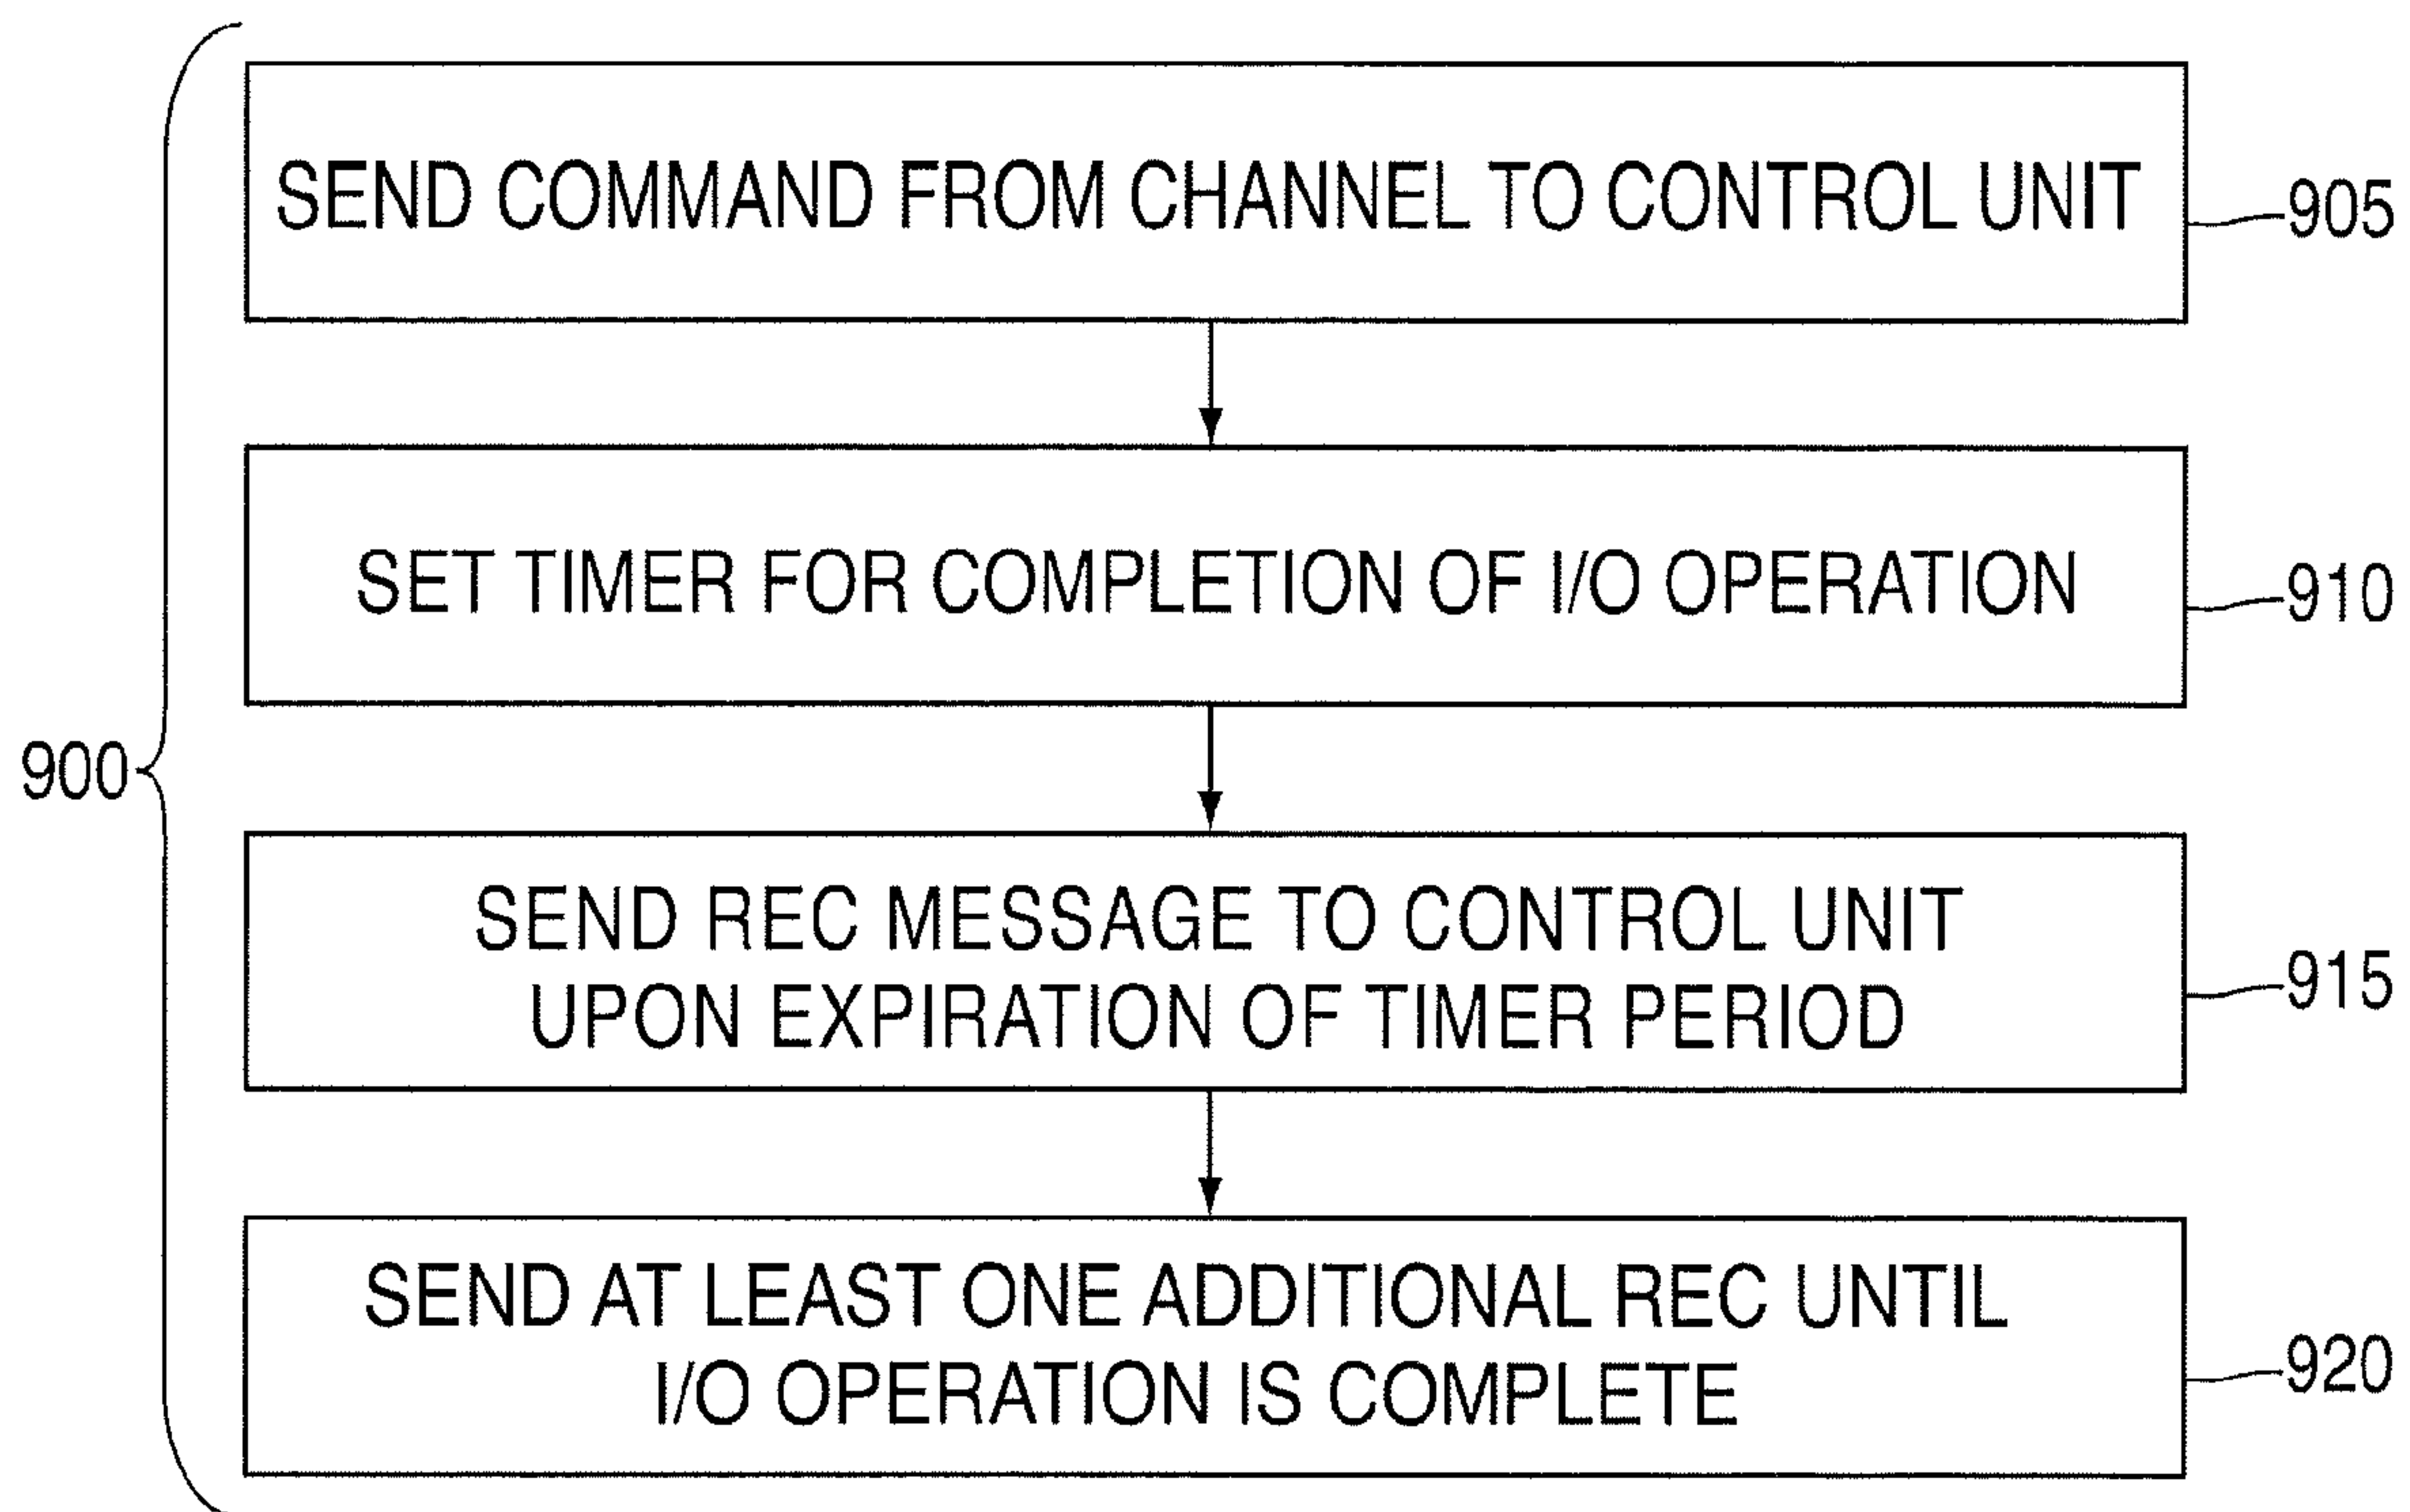 SEND COMMAND FROM CHANNEL TO CONTROL UNIT
905
SET TIMER FOR COMPLETION OF I/O OPERATION
910
900
SEND REC MESSAGE TO CONTROL UNIT
UPON EXPIRATION OF TIMER PERIOD
915
SEND AT LEAST ONE ADDITIONAL REC UNTIL
I/O OPERATION IS COMPLETE
920